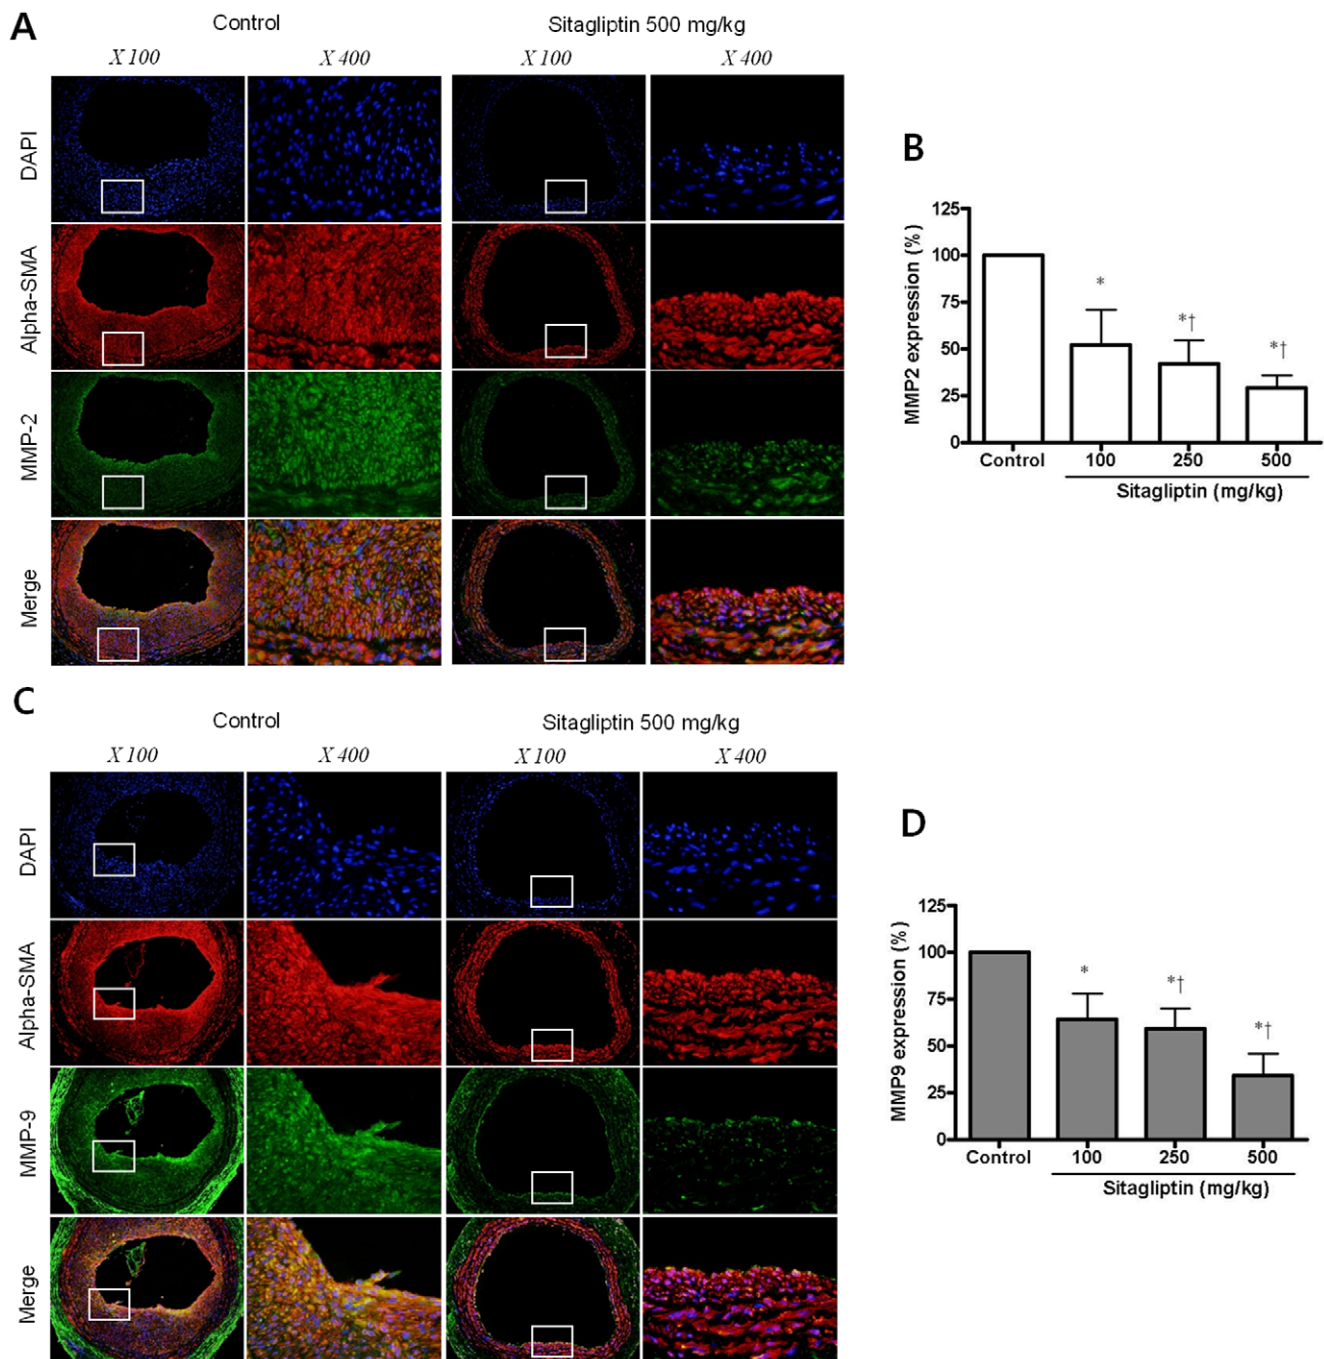 A
Control
Sitagliptin 500 mg/kg
X 100
X 400
X 100
X 400
DAPI
Alpha-SMA
MMP-2
Merge
B
MMP2 expression (%)
125
100
75
50
25
0
*
*†
*†
Control
100
250
500
Sitagliptin (mg/kg)
C
Control
Sitagliptin 500 mg/kg
X 100
X 400
X 100
X 400
DAPI
Alpha-SMA
MMP-9
Merge
D
MMP9 expression (%)
125
100
75
50
25
0
*
*†
*†
Control
100
250
500
Sitagliptin (mg/kg)